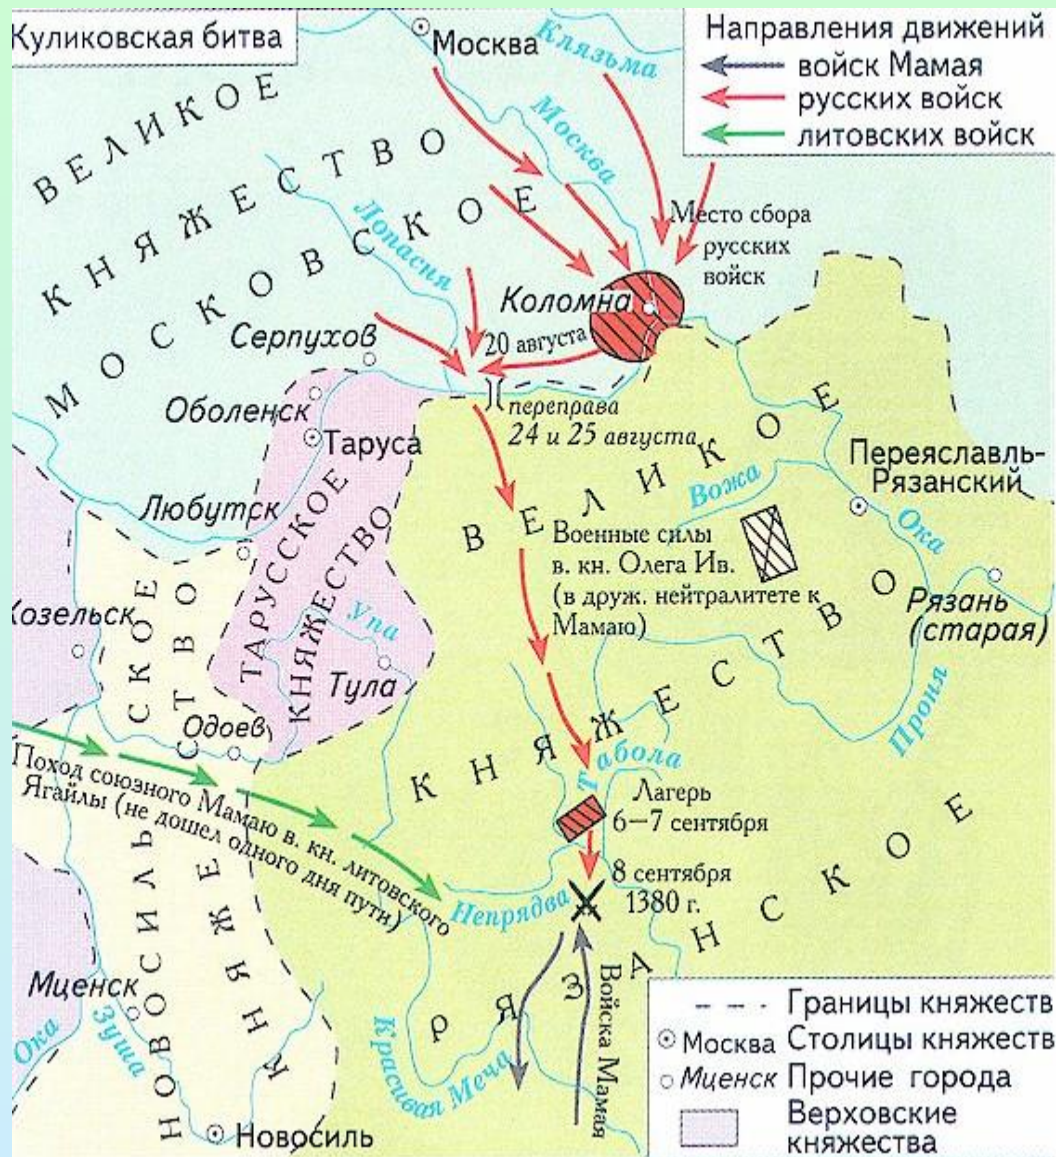 Куликовская битва
Направления движений
войск Мамая
русских войск
литовских войск
Москва
Клязьма
Москва
ВЕЛИКОЕ
КНЯЖЕСТВО
МОСКОВСКОЕ
Лопасня
Место сбора
русских
войск
Коломна
Серпухов
20 августа
переправа
24 и 25 августа
Оболенск
Таруса
Любутск
ТАРУССКОЕ
КНЯЖЕСТВО
ВЕЛИКОЕ
КНЯЖЕСТВО
РЯЗАНСКОЕ
Вожа
Переяславль-
Рязанский
Ока
Военные силы
в. кн. Олега Ив.
(в друж. нейтралитете к
Мамаю)
Рязань
(старая)
Проня
Козельск
Упа
Тула
Одоев
НОВОСИЛЬСКОЕ
КНЯЖЕСТВО
Поход союзного Мамаю в. кн. литовского
Ягайлы (не дошел одного дня пути)
Табола
Лагерь
6–7 сентября
8 сентября
1380 г.
Непрядва
Войска Мамая
Красивая Меча
Мценск
Ока
Зуша
Новосиль
Границы княжеств
Москва Столицы княжеств
Мценск Прочие города
Верховские
княжества